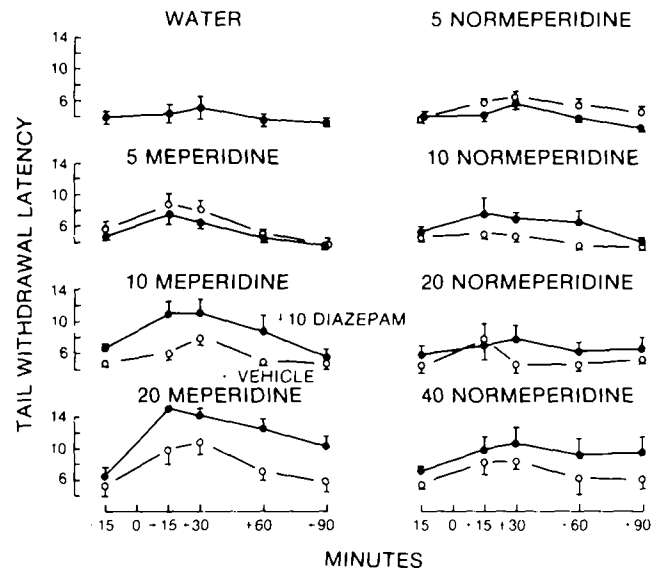 WATER
5 NORMEPERIDINE
14
10
6
5 MEPERIDINE
10 NORMEPERIDINE
14
10
6
10 MEPERIDINE
20 NORMEPERIDINE
14
10
6
+10 DIAZEPAM
· VEHICLE
20 MEPERIDINE
40 NORMEPERIDINE
14
10
6
TAIL WITHDRAWAL LATENCY
·15 0 +15 +30 +60 +90
15 0 ·15 +30 ·60 ·90
MINUTES